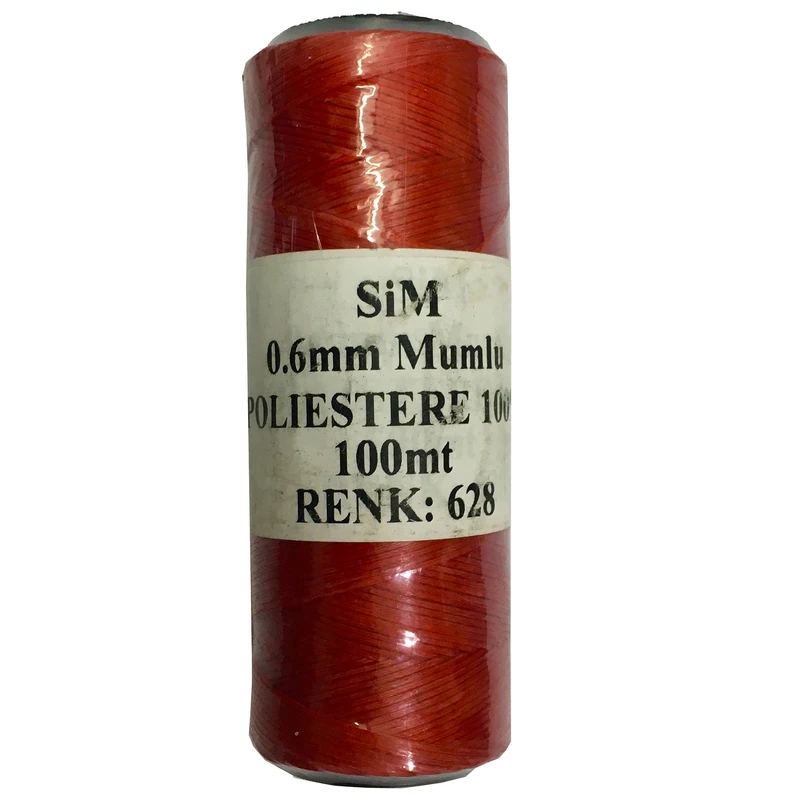 SiM
0.6mm Mumlu
POLIESTERE 100
100mt
RENK: 628